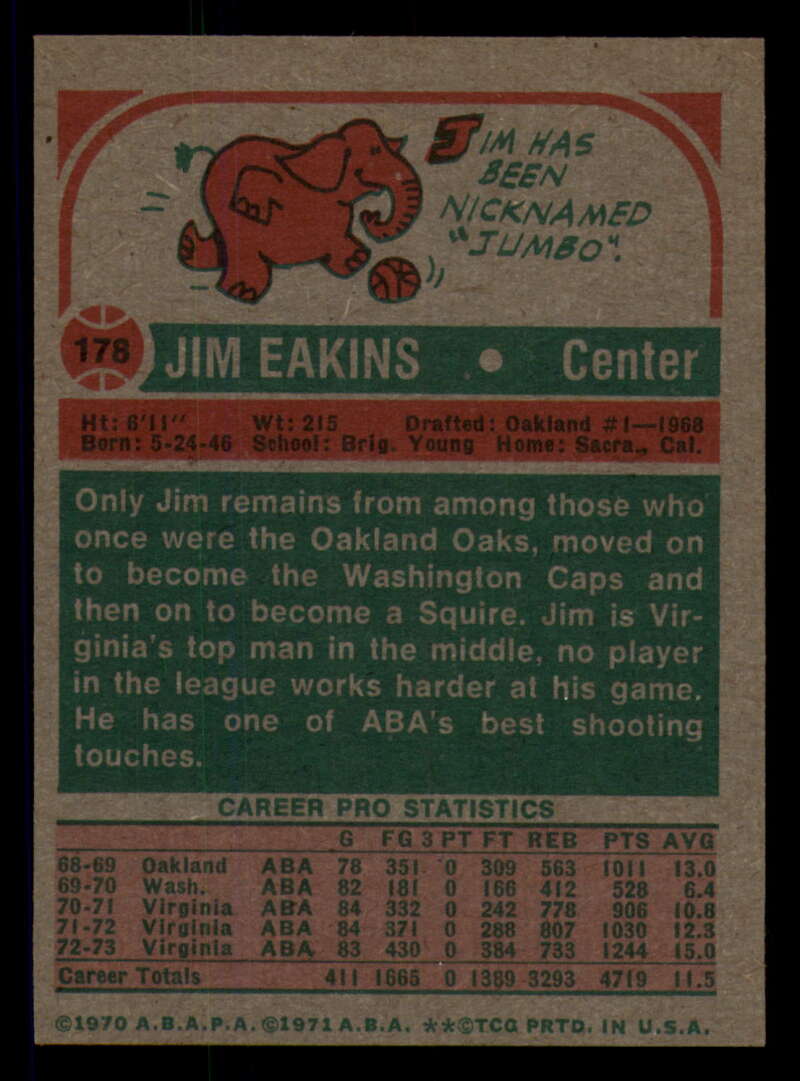 JIM HAS
BEEN
NICKNAMED
"JUMBO".
178 JIM EAKINS • Center
Ht: 6'11" Wt: 215 Drafted: Oakland #1—1968
Born: 5-24-46 School: Brig. Young Home: Sacra., Cal.
Only Jim remains from among those who
once were the Oakland Oaks, moved on
to become the Washington Caps and
then on to become a Squire. Jim is Vir-
ginia's top man in the middle, no player
in the league works harder at his game.
He has one of ABA's best shooting
touches.
CAREER PRO STATISTICS
G FG 3 PT FT REB PTS AVG
68-69 Oakland ABA 78 351 0 309 563 1011 13.0
69-70 Wash. ABA 82 181 0 166 412 528 6.4
70-71 Virginia ABA 84 332 0 242 778 906 10.8
71-72 Virginia ABA 84 371 0 288 807 1030 12.3
72-73 Virginia ABA 83 430 0 384 733 1244 15.0
Career Totals 411 1665 0 1389 3293 4719 11.5
©1970 A.B.A.P.A. ©1971 A.B.A. **©TCG PRTD. IN U.S.A.